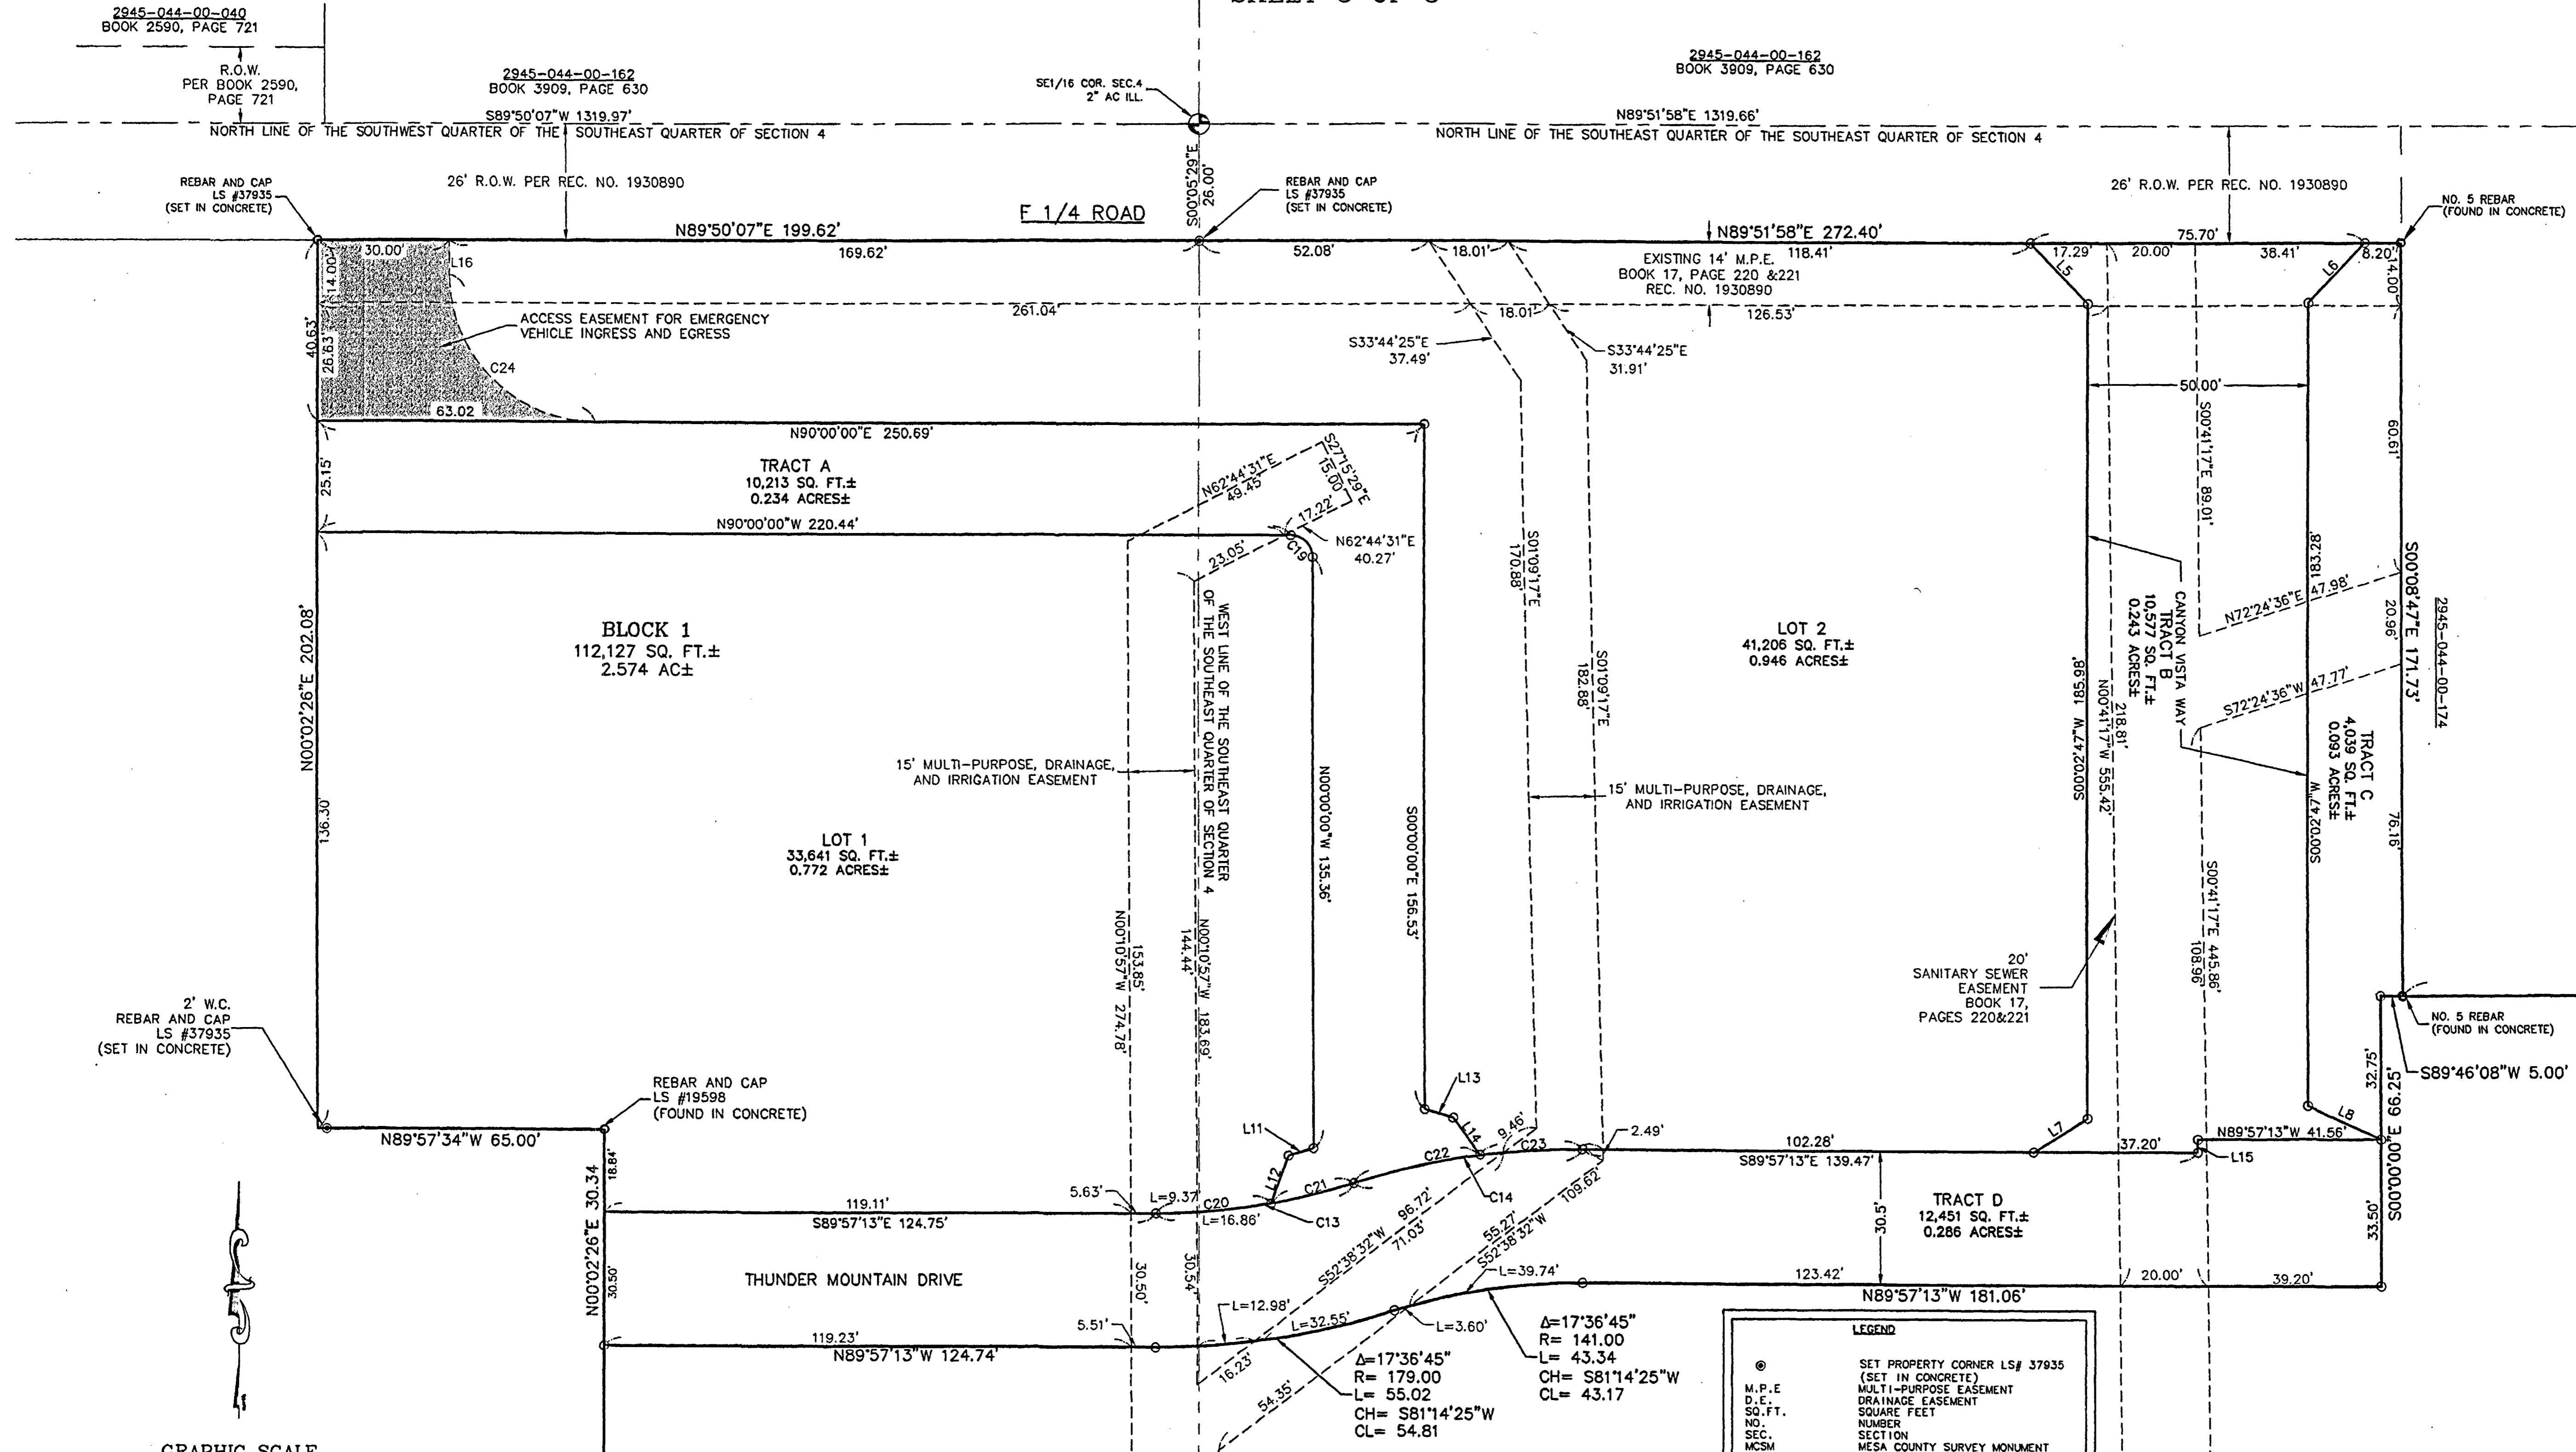 2945-044-00-040
BOOK 2590, PAGE 721
R.O.W.
PER BOOK 2590,
PAGE 721
2945-044-00-162
BOOK 3909, PAGE 630
S89°50'07"W 1319.97'
NORTH LINE OF THE SOUTHWEST QUARTER OF THE SOUTHEAST QUARTER OF SECTION 4
SE1/16 COR. SEC.4
2" AC ILL.
2945-044-00-162
BOOK 3909, PAGE 630
N89°51'58"E 1319.66'
NORTH LINE OF THE SOUTHEAST QUARTER OF THE SOUTHEAST QUARTER OF SECTION 4
REBAR AND CAP
LS #37935
(SET IN CONCRETE)
26' R.O.W. PER REC. NO. 1930890
S00°05'29"E
26.00'
REBAR AND CAP
LS #37935
(SET IN CONCRETE)
26' R.O.W. PER REC. NO. 1930890
NO. 5 REBAR
(FOUND IN CONCRETE)
F 1/4 ROAD
N89°50'07"E 199.62'
N89°51'58"E 272.40'
75.70'
30.00'
L16
169.62'
52.08'
18.01'
118.41'
17.29'
20.00'
38.41'
8.20'
14.00'
14.00'
EXISTING 14' M.P.E.
BOOK 17, PAGE 220 &221
REC. NO. 1930890
L5
L6
261.04'
18.01'
126.53'
40.63'
26.63'
ACCESS EASEMENT FOR EMERGENCY
VEHICLE INGRESS AND EGRESS
C24
63.02
S33°44'25"E
37.49'
S33°44'25"E
31.91'
50.00'
N90°00'00"E 250.69'
S00°41'17"E 89.01'
60.61'
25.15'
TRACT A
10,213 SQ. FT.±
0.234 ACRES±
N62°44'31"E
49.45'
S27°15'29"E
15.00'
17.22'
N90°00'00"W 220.44'
C19
N62°44'31"E
40.27'
23.05'
S01°09'17"E
170.88'
S01°09'17"E
182.88'
183.28'
N72°24'36"E 47.98'
20.96'
S72°24'36"W 47.77'
S00°08'47"E 171.73'
2945-044-00-174
N00°02'26"E 202.08'
BLOCK 1
112,127 SQ. FT.±
2.574 AC±
WEST LINE OF THE SOUTHEAST QUARTER
OF THE SOUTHEAST QUARTER OF SECTION 4
LOT 2
41,206 SQ. FT.±
0.946 ACRES±
S00°02'47"W 185.98'
CANYON VISTA WAY
TRACT B
10,577 SQ. FT.±
0.243 ACRES±
218.81'
N00°41'17"W 555.42'
TRACT C
4,039 SQ. FT.±
0.093 ACRES±
S00°02'47"W
76.16'
15' MULTI-PURPOSE, DRAINAGE,
AND IRRIGATION EASEMENT
15' MULTI-PURPOSE, DRAINAGE,
AND IRRIGATION EASEMENT
136.30'
LOT 1
33,641 SQ. FT.±
0.772 ACRES±
N00°00'00"W 135.36'
S00°00'00"E 156.53'
153.85'
N00°10'57"W 274.78'
N00°10'57"W 183.69'
144.44'
S00°41'17"E 445.86'
108.96'
20'
SANITARY SEWER
EASEMENT
BOOK 17,
PAGES 220&221
2' W.C.
REBAR AND CAP
LS #37935
(SET IN CONCRETE)
REBAR AND CAP
LS #19598
(FOUND IN CONCRETE)
NO. 5 REBAR
(FOUND IN CONCRETE)
S89°46'08"W 5.00'
32.75'
S00°00'00"E 66.25'
33.50'
N89°57'34"W 65.00'
L11
L12
L13
L14
9.46'
C23
2.49'
102.28'
S89°57'13"E 139.47'
37.20'
L7
L8
N89°57'13"W 41.56'
L15
18.84'
N00°02'26"E 30.34
30.50'
119.11'
S89°57'13"E 124.75'
5.63'
L=9.37'
C20
L=16.86'
C21
C22
C13
C14
96.72'
S52°38'32"W
71.03'
109.62'
55.27'
S52°38'32"W
TRACT D
12,451 SQ. FT.±
0.286 ACRES±
30.5'
THUNDER MOUNTAIN DRIVE
30.50'
30.54'
L=39.74'
L=12.98'
L=32.55'
L=3.60'
123.42'
20.00'
39.20'
N89°57'13"W 181.06'
119.23'
N89°57'13"W 124.74'
5.51'
16.23'
54.35'
Δ=17°36'45"
R= 179.00
L= 55.02
CH= S81°14'25"W
CL= 54.81
Δ=17°36'45"
R= 141.00
L= 43.34
CH= S81°14'25"W
CL= 43.17
LEGEND
SET PROPERTY CORNER LS# 37935
(SET IN CONCRETE)
M.P.E MULTI-PURPOSE EASEMENT
D.E. DRAINAGE EASEMENT
SQ.FT. SQUARE FEET
NO. NUMBER
SEC. SECTION
MCSM MESA COUNTY SURVEY MONUMENT
GRAPHIC SCALE